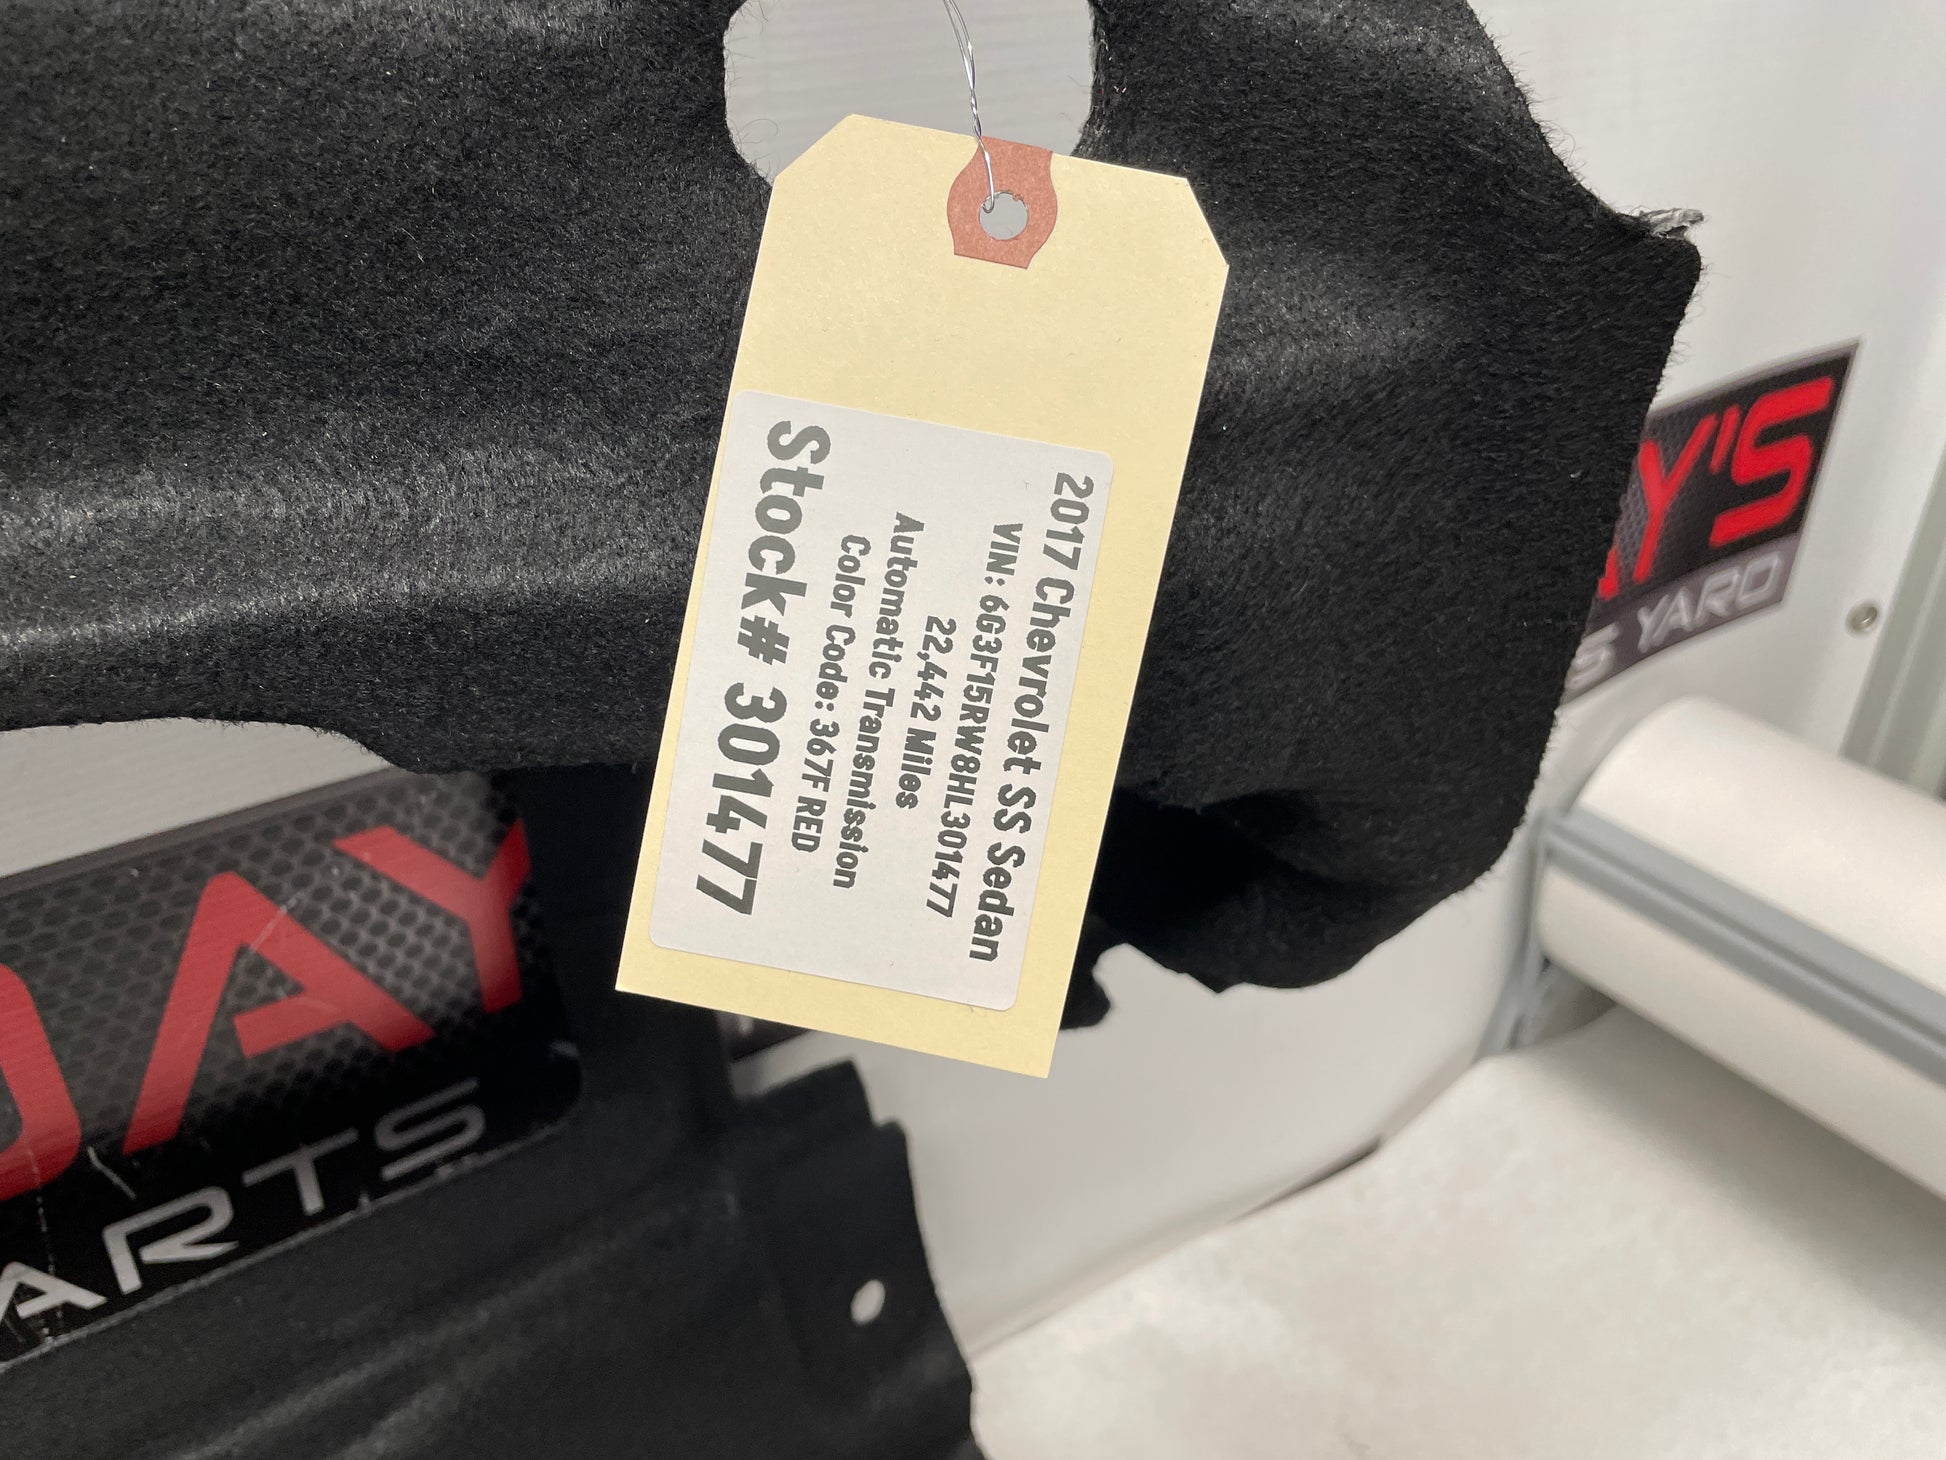 2017 Chevrolet SS Sedan
VIN: 6G3F15RW8HL301477
22,442 Miles
Automatic Transmission
Color Code: 367F RED
Stock# 301477
DAY
ARTS
AY'S
S YARD